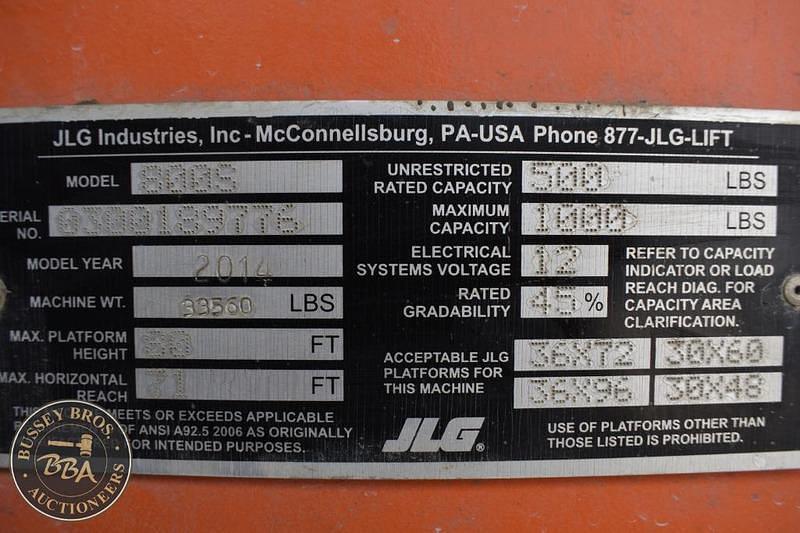 JLG Industries, Inc - McConnellsburg, PA-USA Phone 877-JLG-LIFT
MODEL 800S
ERIAL NO. 0300189776
MODEL YEAR 2014
MACHINE WT. 33560 LBS
MAX. PLATFORM HEIGHT 80 FT
MAX. HORIZONTAL REACH 71 FT
UNRESTRICTED RATED CAPACITY 500 LBS
MAXIMUM CAPACITY 1000 LBS
ELECTRICAL SYSTEMS VOLTAGE 12
RATED GRADABILITY 45 %
REFER TO CAPACITY
INDICATOR OR LOAD
REACH DIAG. FOR
CAPACITY AREA
CLARIFICATION.
ACCEPTABLE JLG
PLATFORMS FOR
THIS MACHINE
36X72 30X60
36X96 30X48
MEETS OR EXCEEDS APPLICABLE
OF ANSI A92.5 2006 AS ORIGINALLY
FOR INTENDED PURPOSES.
JLG®
USE OF PLATFORMS OTHER THAN
THOSE LISTED IS PROHIBITED.
BUSSEY BROS.
BBA
AUCTIONEERS